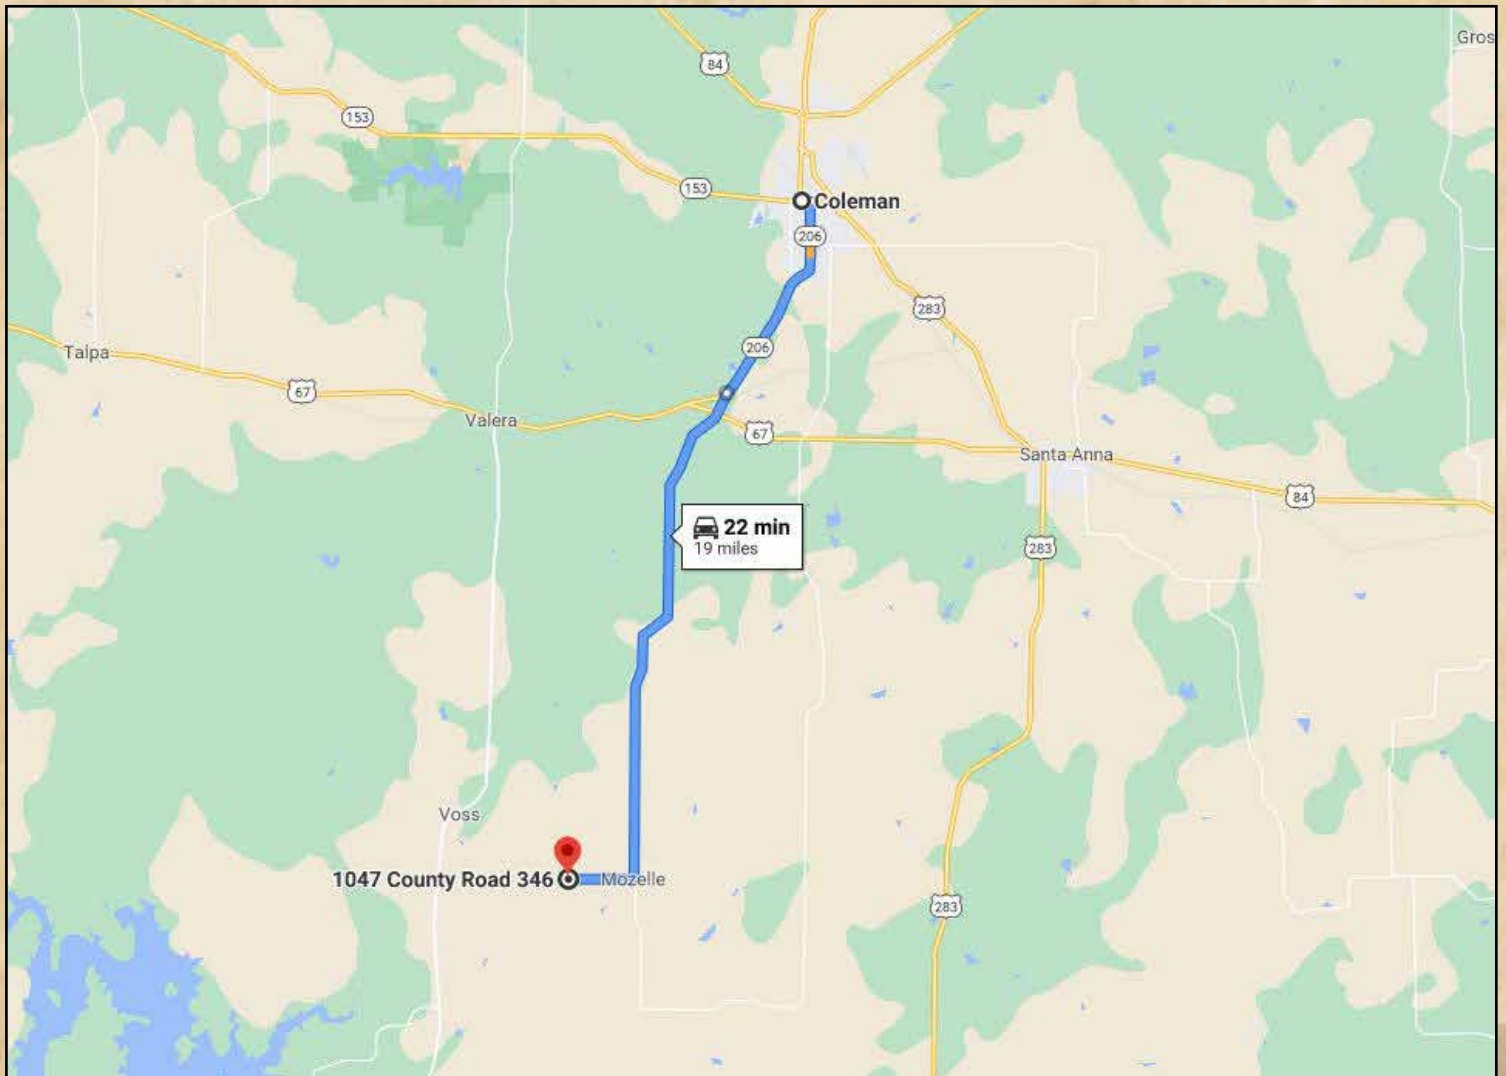 Gros
84
153
153
Coleman
206
283
206
Talpa
67
Valera
67
Santa Anna
84
22 min
19 miles
283
Voss
1047 County Road 346
Mozelle
283